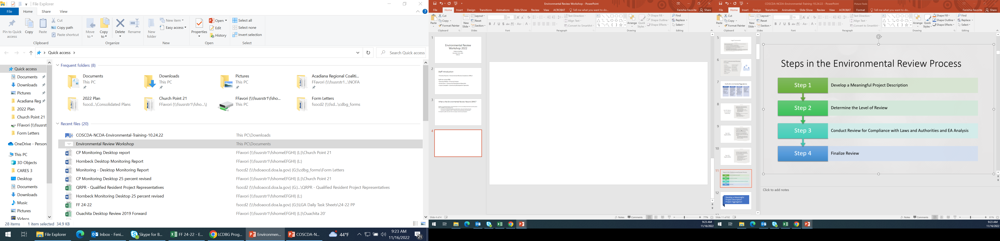 File Explorer
File
Home
Share
View
Pin to Quick access
Copy
Paste
Cut
Copy path
Paste shortcut
Clipboard
Move to
Copy to
Delete
Rename
Organize
New folder
New item
Easy access
New
Properties
Open
Edit
History
Open
Select all
Select none
Invert selection
Select
Quick access
Search Quick access
Quick access
Documents
Downloads
Pictures
Acadiana Reg
2022 Plan
Church Point 21
FFavori (\\fsusrst
Form Letters
OneDrive - Person
This PC
3D Objects
CARES 3
Desktop
Documents
Downloads
Music
Pictures
Videos
Frequent folders (8)
Documents
This PC
Downloads
This PC
Pictures
This PC
Acadiana Regional Coaliti...
FFavori (\\fsusrstr1...\NOFA
2022 Plan
fsocd...\Consolidated Plans
Church Point 21
FFavori (\\fsusrstr1\fsho...\)
FFavori (\\fsusrstr1\fsho...
This PC
Form Letters
fsocd2 (\\fsd...\cdbg_forms
Recent files (20)
COSCDA-NCDA-Environmental-Training-10.24.22 This PC\Downloads
Environmental Review Workshop This PC\Documents
CP Monitoring Desktop report FFavori (\\fsusrstr1\fshomeEFGHI) (L:)\Church Point 21
Hornbeck Desktop Monitoring Report FFavori (\\fsusrstr1\fshomeEFGHI) (L:)
Monitoring - Desktop Monitoring Report fsocd2 (\\fsdoaocd.doa.la.gov) (G:)\cdbg_forms\Form Letters
CP Monitoring Desktop 25 percent revised FFavori (\\fsusrstr1\fshomeEFGHI) (L:)\Church Point 21
QRPR - Qualified Resident Project Representatives fsocd2 (\\fsdoaocd.doa.la.gov) (G:)...\QRPR - Qualified Resident Project Representatives
Hornbeck Monitoring Desktop 25 percent revised FFavori (\\fsusrstr1\fshomeEFGHI) (L:)
FF 24-22 fsocd2 (\\fsdoaocd.doa.la.gov) (G:)\LGA Daily Task Sheets\24-22 PP
Ouachita Desktop Review 2019 Forward FFavori (\\fsusrstr1\fshomeEFGHI) (L:)\Ouachita 20'
28 items 1 item selected 34.9 KB
File Explorer
Inbox - Feni...
Skype for B...
FF 24-22 - E...
LCDBG Prog...
Environmen...
COSCDA-N...
44°F
9:23 AM
11/16/2022
21
Environmental Review Workshop - PowerPoint
File Home Insert Design Transitions Animations Slide Show Review View ACROBAT Tell me what you want to do... Fenishia Favorite Share
Paste
Cut
Copy
Format Painter
Clipboard
New Slide
Layout
Reset
Section
Slides
28
Font
Text Direction
Align Text
Convert to SmartArt
Paragraph
Arrange
Quick Styles
Shape Fill
Shape Outline
Shape Effects
Drawing
Find
Replace
Select
Editing
1
Environmental Review
Workshop 2022
2
Staff Introduction
3
What is the Environmental Review Record (ERR)?
4
Slide 4 of 4
Notes
Comments
77%
9:23 AM
11/16/2022
COSCDA-NCDA-Environmental-Training-10.24.22 - PowerPoint
Picture Tools
File Home Insert Design Transitions Animations Slide Show Review View ACROBAT Format Tell me what you want to do... Fenishia Favorite Share
Paste
Cut
Copy
Format Painter
Clipboard
New Slide
Layout
Reset
Section
Slides
19
Font
Text Direction
Align Text
Convert to SmartArt
Paragraph
Arrange
Quick Styles
Shape Fill
Shape Outline
Shape Effects
Drawing
Find
Replace
Select
Editing
5
6
7
HUD's Environmental Regulations
8
9
10
11
Steps in the Environmental Review Process
12
Develop a Meaningful
Project Description:
Project Aggregation
Steps in the Environmental Review Process
Step 1 Develop a Meaningful Project Description
Step 2 Determine the Level of Review
Step 3 Conduct Review for Compliance with Laws and Authorities and EA Analysis
Step 4 Finalize Review
Click to add notes
Slide 11 of 92
Notes
Comments
81%
9:23 AM
11/16/2022